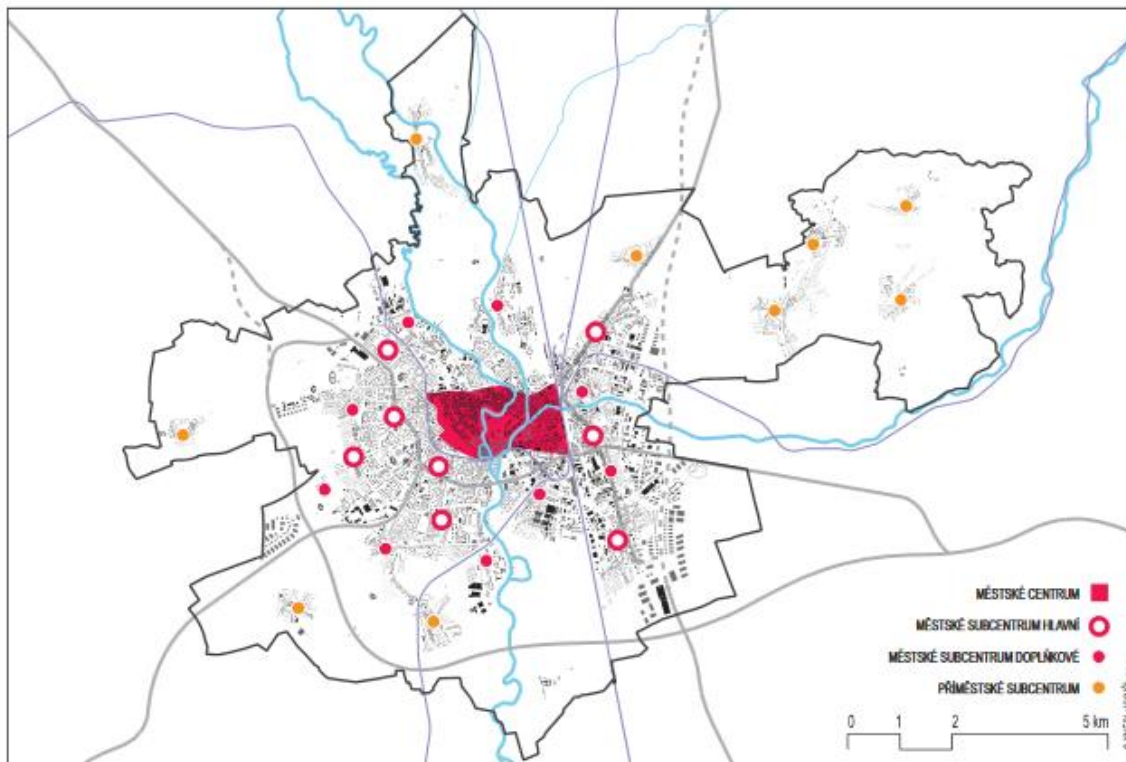 MĚSTSKÉ CENTRUM
MĚSTSKÉ SUBCENTRUM HLAVNÍ
MĚSTSKÉ SUBCENTRUM DOPLŇKOVÉ
PŘÍMĚSTSKÉ SUBCENTRUM
0 1 2 5 km